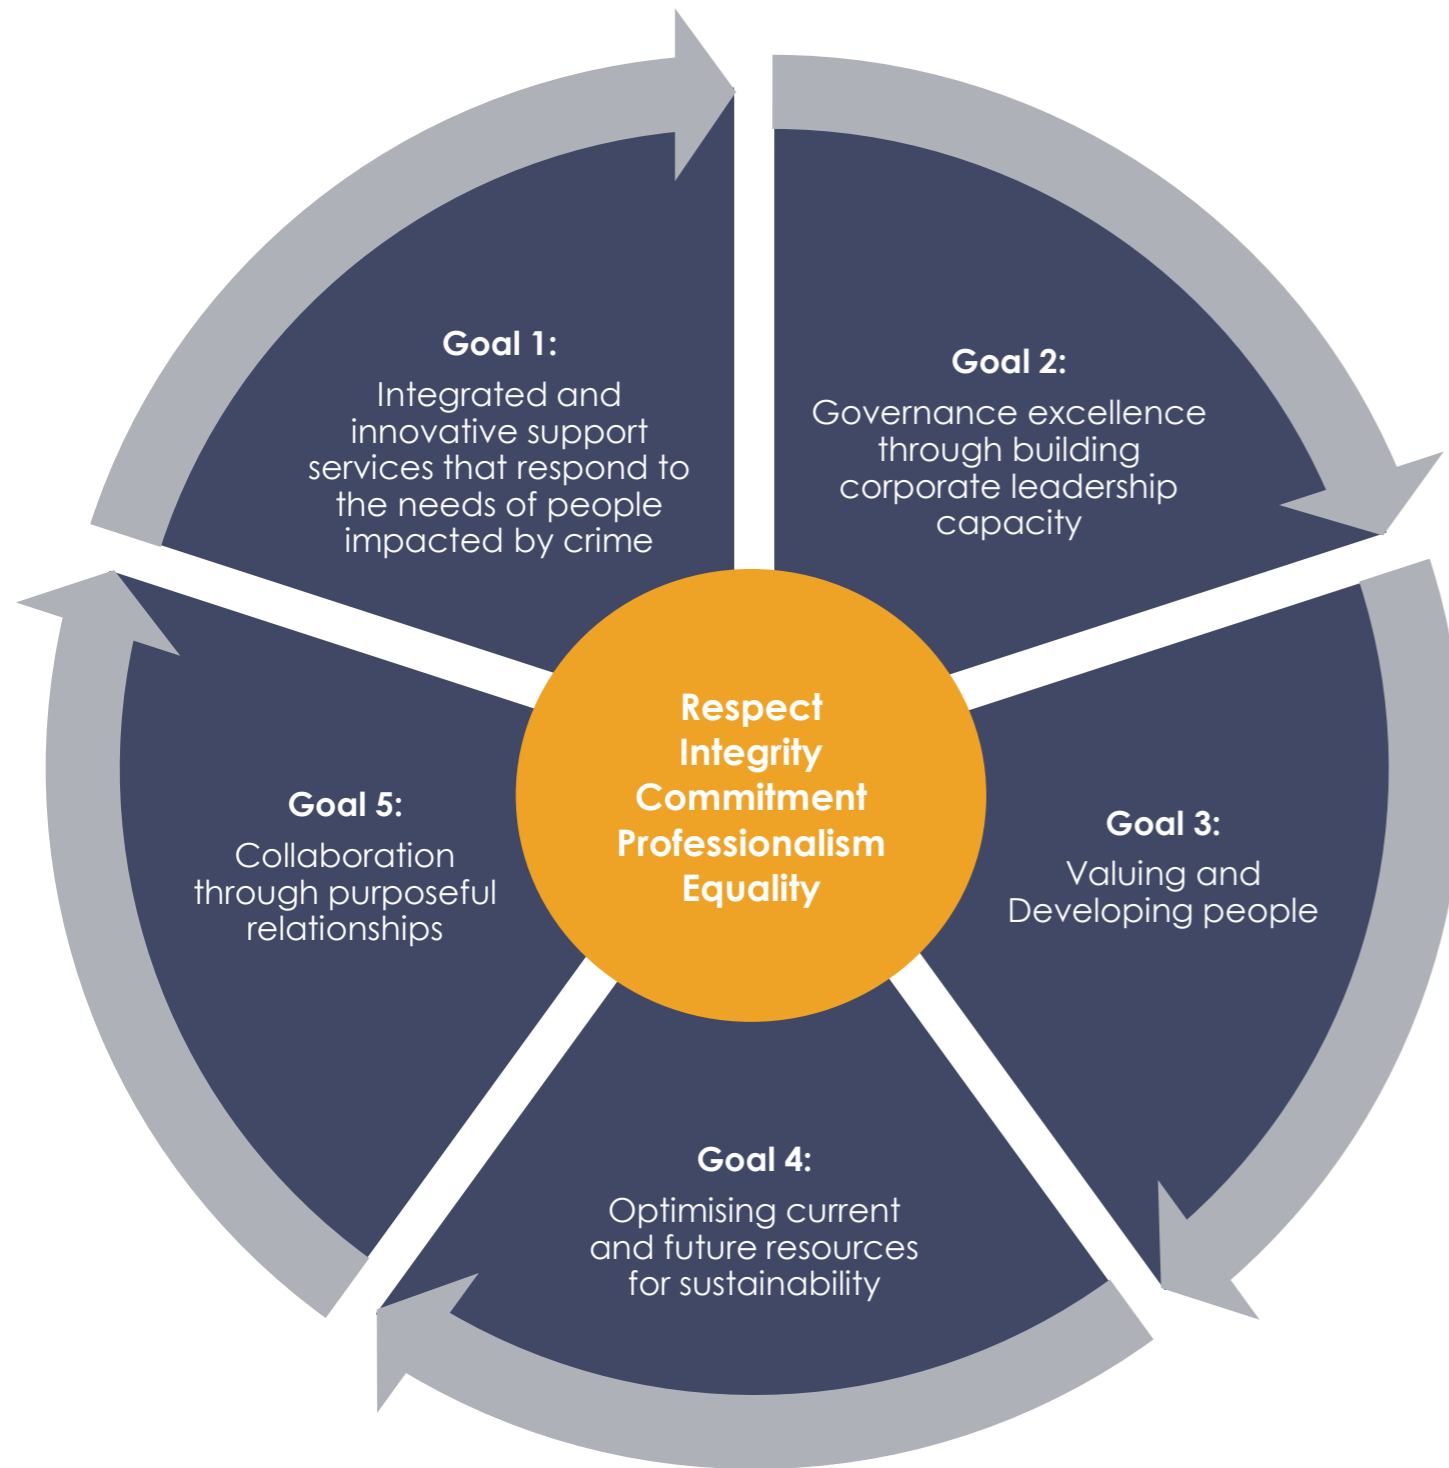 Goal 1:
Integrated and
innovative support
services that respond to
the needs of people
impacted by crime
Goal 2:
Governance excellence
through building
corporate leadership
capacity
Respect
Integrity
Commitment
Professionalism
Equality
Goal 3:
Valuing and
Developing people
Goal 4:
Optimising current
and future resources
for sustainability
Goal 5:
Collaboration
through purposeful
relationships